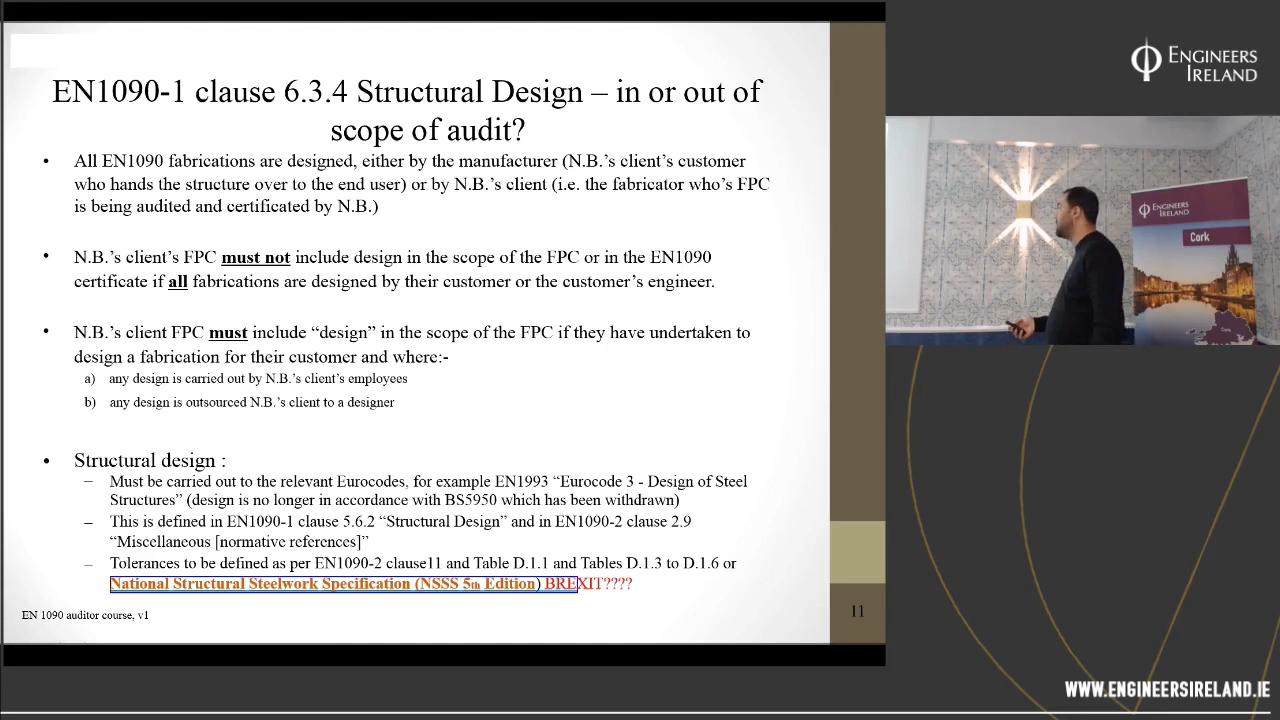 EN1090-1 clause 6.3.4 Structural Design – in or out of
scope of audit?
• All EN1090 fabrications are designed, either by the manufacturer (N.B.'s client's customer
who hands the structure over to the end user) or by N.B.'s client (i.e. the fabricator who's FPC
is being audited and certificated by N.B.)
• N.B.'s client's FPC must not include design in the scope of the FPC or in the EN1090
certificate if all fabrications are designed by their customer or the customer's engineer.
• N.B.'s client FPC must include “design” in the scope of the FPC if they have undertaken to
design a fabrication for their customer and where:-
a) any design is carried out by N.B.'s client's employees
b) any design is outsourced N.B.'s client to a designer
• Structural design :
– Must be carried out to the relevant Eurocodes, for example EN1993 “Eurocode 3 - Design of Steel
Structures” (design is no longer in accordance with BS5950 which has been withdrawn)
– This is defined in EN1090-1 clause 5.6.2 “Structural Design” and in EN1090-2 clause 2.9
“Miscellaneous [normative references]”
– Tolerances to be defined as per EN1090-2 clause11 and Table D.1.1 and Tables D.1.3 to D.1.6 or
National Structural Steelwork Specification (NSSS 5th Edition) BREXIT????
EN 1090 auditor course, v1
11
ENGINEERS
IRELAND
ENGINEERS
IRELAND
Cork
WWW.ENGINEERSIRELAND.IE